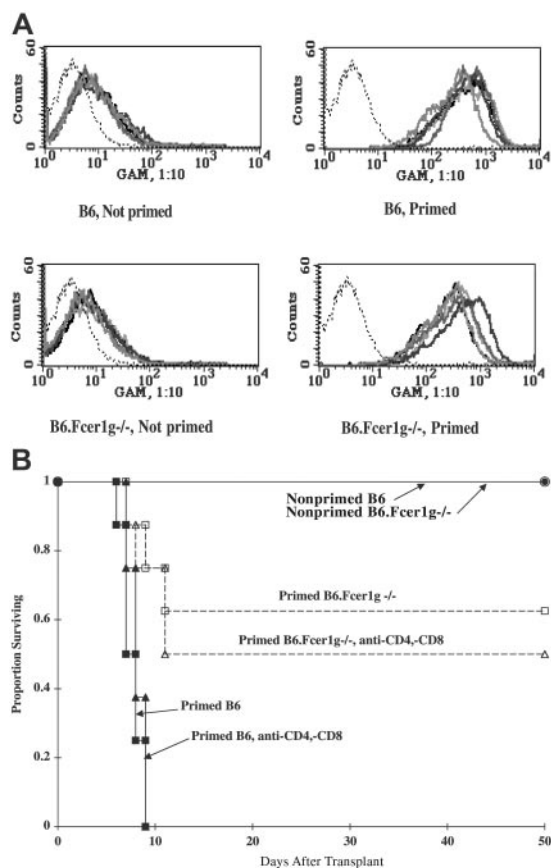 A
60
Counts
0
10^0 10^1 10^2 10^3 10^4
GAM, 1:10
B6, Not primed
60
Counts
0
10^0 10^1 10^2 10^3 10^4
GAM, 1:10
B6, Primed
60
Counts
0
10^0 10^1 10^2 10^3 10^4
GAM, 1:10
B6.Fcer1g-/-, Not primed
60
Counts
0
10^0 10^1 10^2 10^3 10^4
GAM, 1:10
B6.Fcer1g-/-, Primed
B
1
0.8
0.6
0.4
0.2
0
Proportion Surviving
Nonprimed B6
Nonprimed B6.Fcer1g-/-
Primed B6.Fcer1g -/-
Primed B6.Fcer1g-/-, anti-CD4,-CD8
Primed B6
Primed B6, anti-CD4,-CD8
0 10 20 30 40 50
Days After Transplant